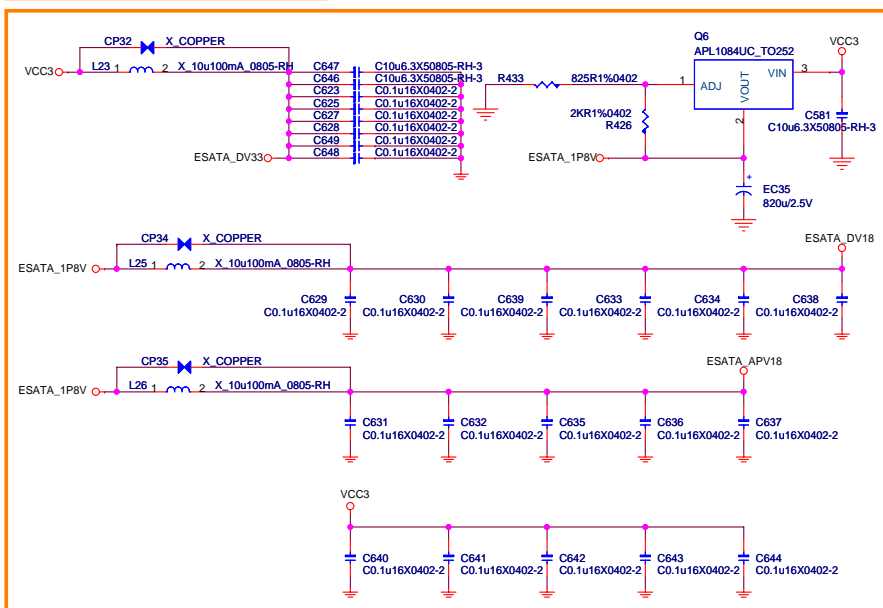 CP32 X_COPPER
VCC3 L23 1 2 X_10u100mA_0805-RH
C647 C10u6.3X50805-RH-3
C646 C10u6.3X50805-RH-3
C623 C0.1u16X0402-2
C625 C0.1u16X0402-2
C627 C0.1u16X0402-2
C628 C0.1u16X0402-2
C649 C0.1u16X0402-2
C648 C0.1u16X0402-2
ESATA_DV33
Q6
APL1084UC_TO252
VCC3
R433 825R1%0402 1 ADJ VOUT VIN 3
2
2KR1%0402
R426
C581
C10u6.3X50805-RH-3
ESATA_1P8V
+
EC35
820u/2.5V
CP34 X_COPPER
ESATA_DV18
ESATA_1P8V L25 1 2 X_10u100mA_0805-RH
C629 C630 C639 C633 C634 C638
C0.1u16X0402-2 C0.1u16X0402-2 C0.1u16X0402-2 C0.1u16X0402-2 C0.1u16X0402-2 C0.1u16X0402-2
CP35 X_COPPER
ESATA_APV18
ESATA_1P8V L26 1 2 X_10u100mA_0805-RH
C631 C632 C635 C636 C637
C0.1u16X0402-2 C0.1u16X0402-2 C0.1u16X0402-2 C0.1u16X0402-2 C0.1u16X0402-2
VCC3
C640 C641 C642 C643 C644
C0.1u16X0402-2 C0.1u16X0402-2 C0.1u16X0402-2 C0.1u16X0402-2 C0.1u16X0402-2